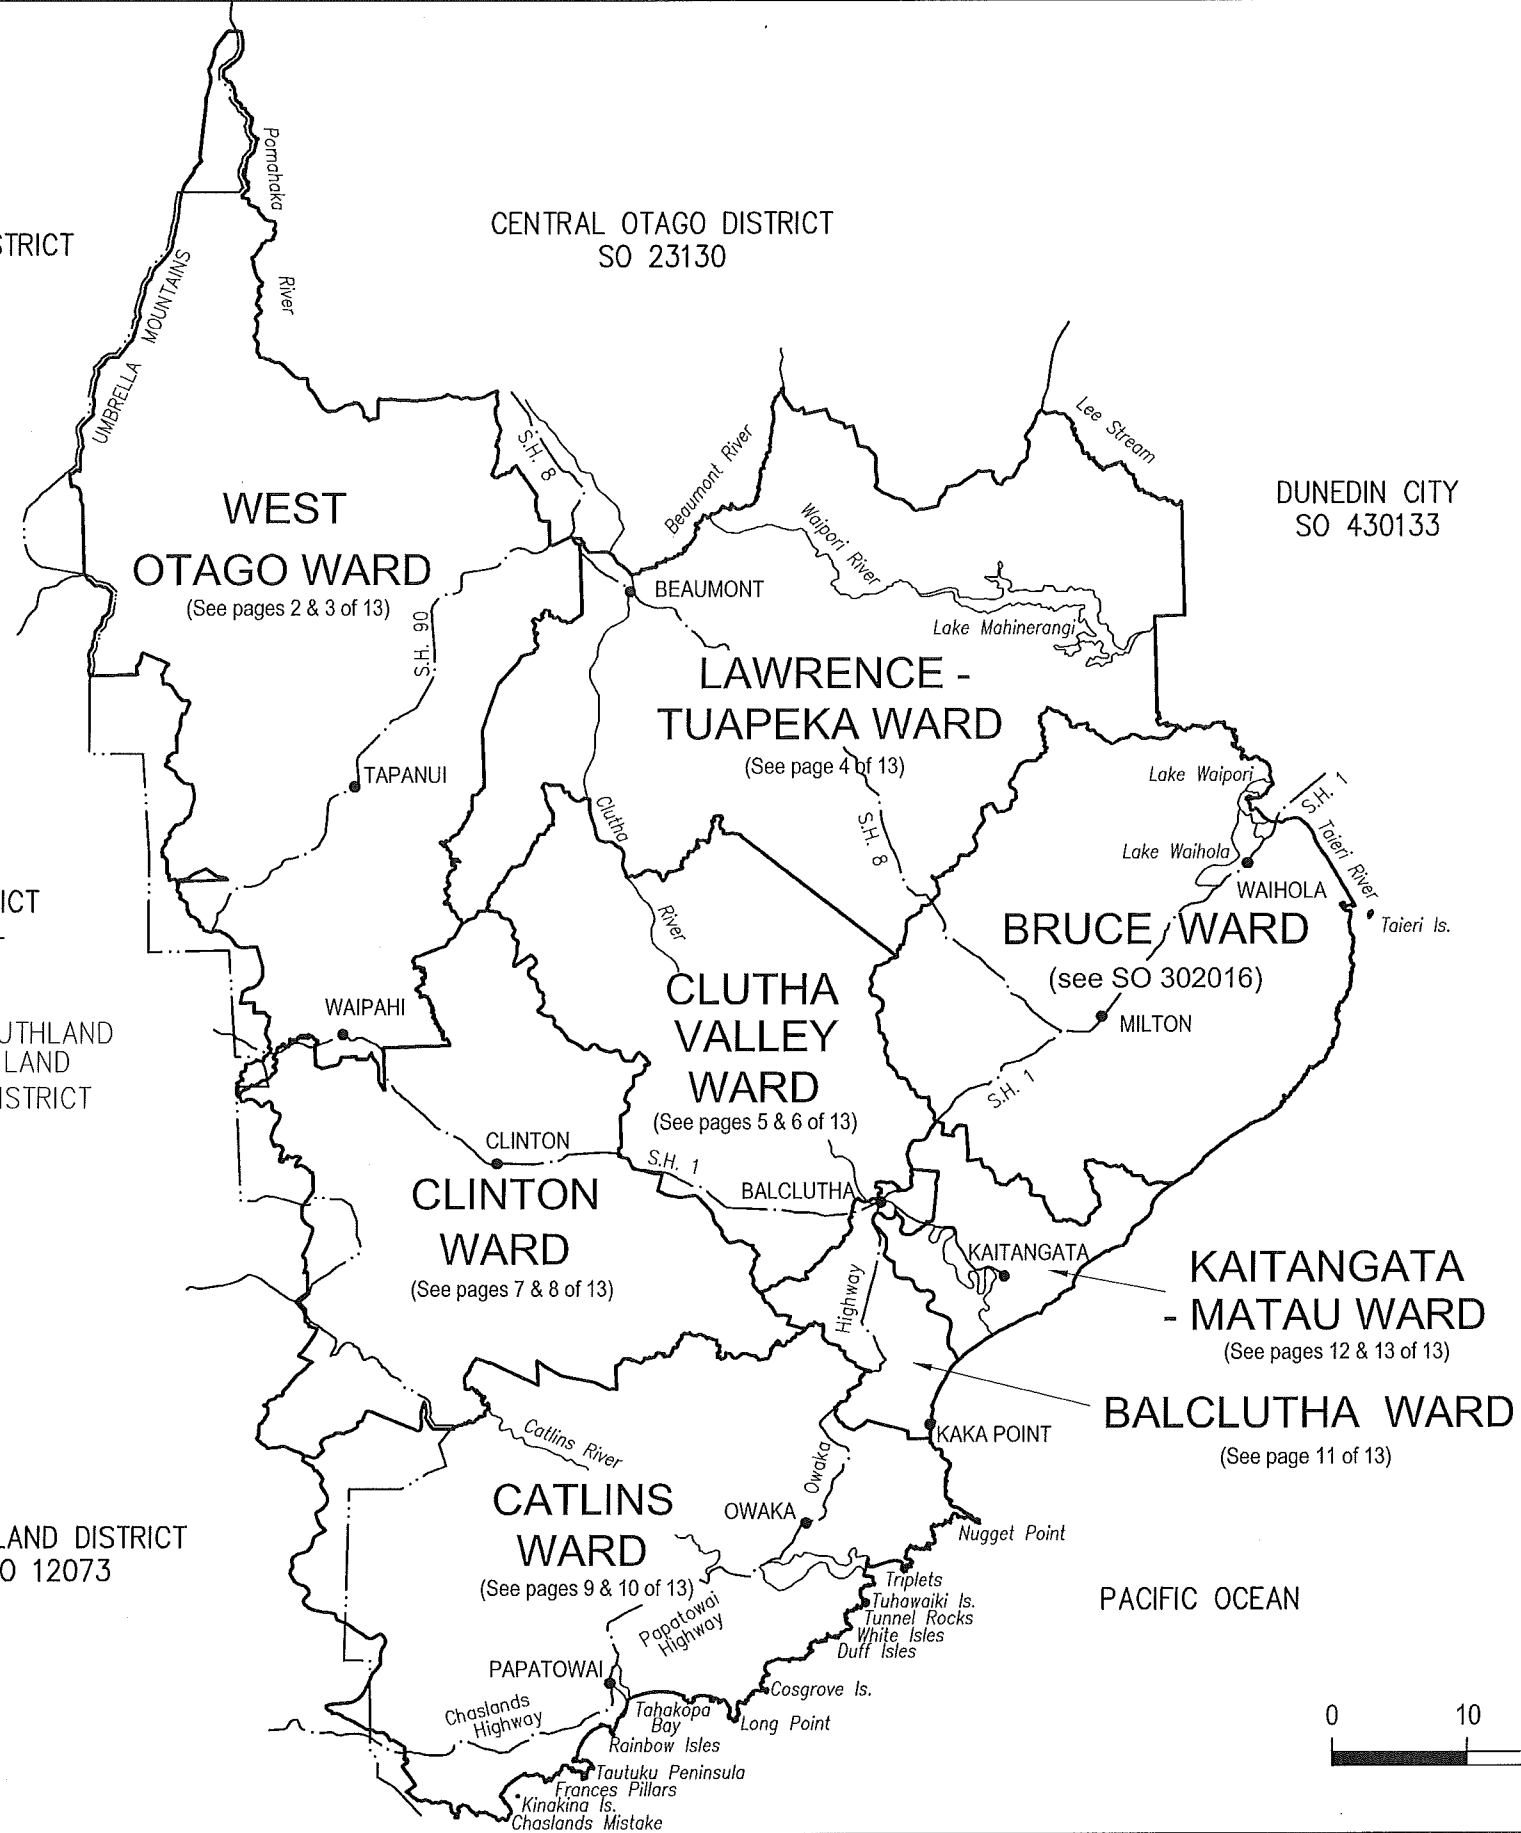 Pomahaka
River
CENTRAL OTAGO DISTRICT
SO 23130
STRICT
UMBRELLA MOUNTAINS
S.H. 8
Beaumont River
Lee Stream
DUNEDIN CITY
SO 430133
WEST
OTAGO WARD
(See pages 2 & 3 of 13)
Waipori River
BEAUMONT
S.H. 90
Lake Mahinerangi
LAWRENCE -
TUAPEKA WARD
(See page 4 of 13)
TAPANUI
Lake Waipori
S.H. 1
Clutha
River
S.H. 8
Lake Waihola
Taieri River
WAIHOLA
Taieri Is.
ICT
BRUCE WARD
(see SO 302016)
MILTON
WAIPAHI
CLUTHA
VALLEY
WARD
(See pages 5 & 6 of 13)
UTHLAND
LAND
ISTRICT
S.H. 1
CLINTON
S.H. 1
BALCLUTHA
CLINTON
WARD
(See pages 7 & 8 of 13)
KAITANGATA
KAITANGATA
- MATAU WARD
(See pages 12 & 13 of 13)
Highway
BALCLUTHA WARD
(See page 11 of 13)
KAKA POINT
Catlins River
Owaka
CATLINS
WARD
(See pages 9 & 10 of 13)
OWAKA
Nugget Point
LAND DISTRICT
O 12073
Triplets
Tuhawaiki Is.
Tunnel Rocks
White Isles
Duff Isles
PACIFIC OCEAN
Papatowai
Highway
PAPATOWAI
Cosgrove Is.
Chaslands
Highway
Tahakopa
Bay
Long Point
Rainbow Isles
Tautuku Peninsula
Frances Pillars
Kinakina Is.
Chaslands Mistake
0 10